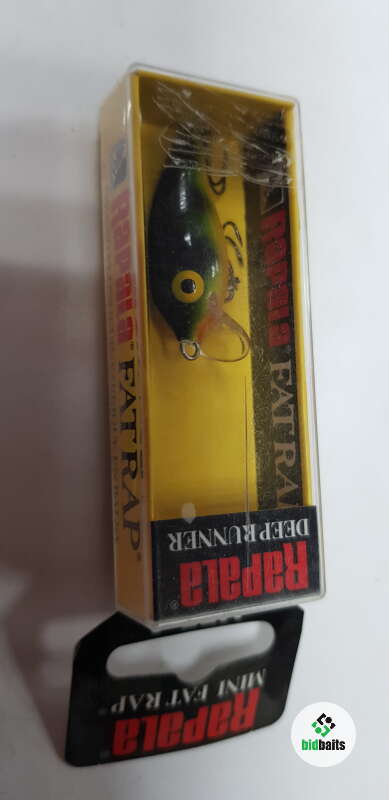 Rapala® FAT RAP®
Rapala FAT RAP
Rapala®
DEEP RUNNER
Rapala®
MINI FAT RAP
bidbaits